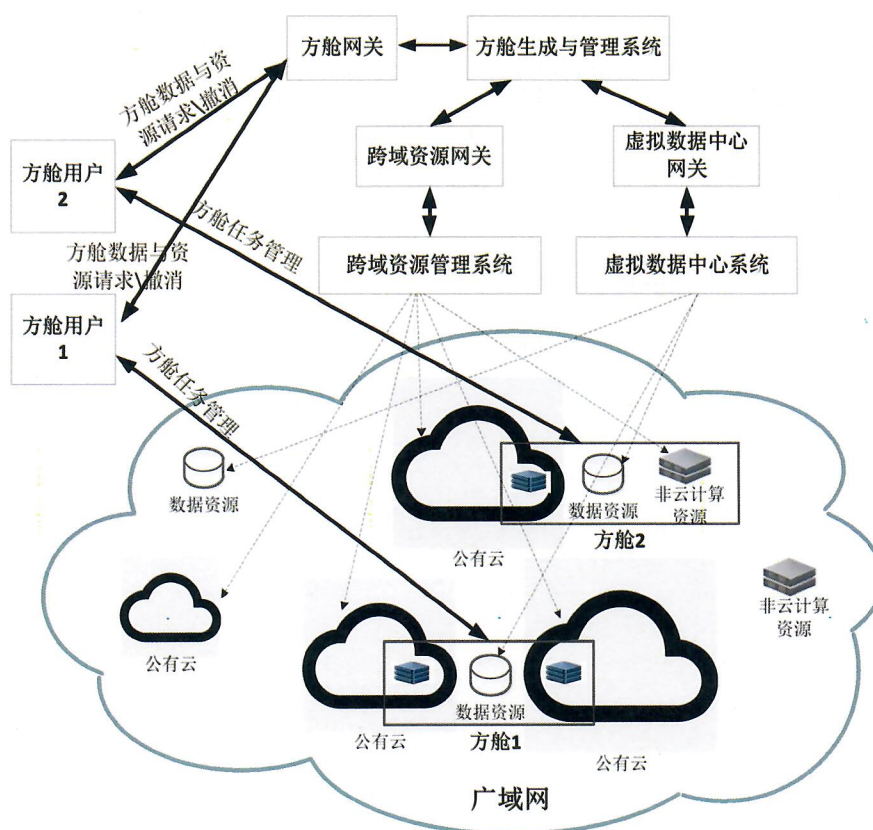 方舱网关
方舱生成与管理系统
方舱数据与资
源请求\撤消
跨域资源网关
虚拟数据中心
网关
方舱用户
2
方舱任务管理
方舱数据与资
源请求\撤消
跨域资源管理系统
虚拟数据中心系统
方舱用户
1
方舱任务管理
数据资源
数据资源
非云计算
资源
方舱2
公有云
非云计算
资源
公有云
数据资源
公有云
方舱1
公有云
广域网